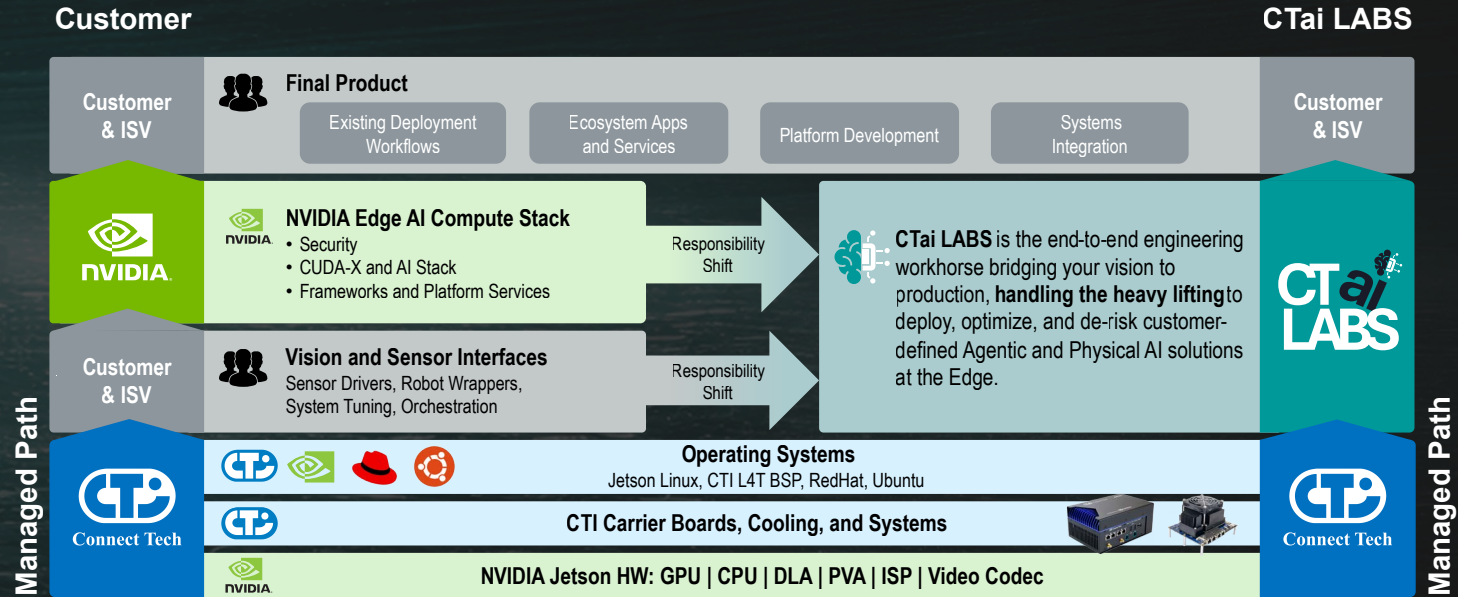 Customer
CTai LABS
Customer
& ISV
Final Product
Existing Deployment
Workflows
Ecosystem Apps
and Services
Platform Development
Systems
Integration
Customer
& ISV
NVIDIA
NVIDIA
NVIDIA Edge AI Compute Stack
• Security
• CUDA-X and AI Stack
• Frameworks and Platform Services
Responsibility
Shift
CTai LABS is the end-to-end engineering
workhorse bridging your vision to
production, handling the heavy lifting to
deploy, optimize, and de-risk customer-
defined Agentic and Physical AI solutions
at the Edge.
CTai
LABS
Customer
& ISV
Vision and Sensor Interfaces
Sensor Drivers, Robot Wrappers,
System Tuning, Orchestration
Responsibility
Shift
Managed Path
CTI
Connect Tech
CTI
Operating Systems
Jetson Linux, CTI L4T BSP, RedHat, Ubuntu
CTI
CTI Carrier Boards, Cooling, and Systems
NVIDIA
NVIDIA Jetson HW: GPU | CPU | DLA | PVA | ISP | Video Codec
CTI
Connect Tech
Managed Path